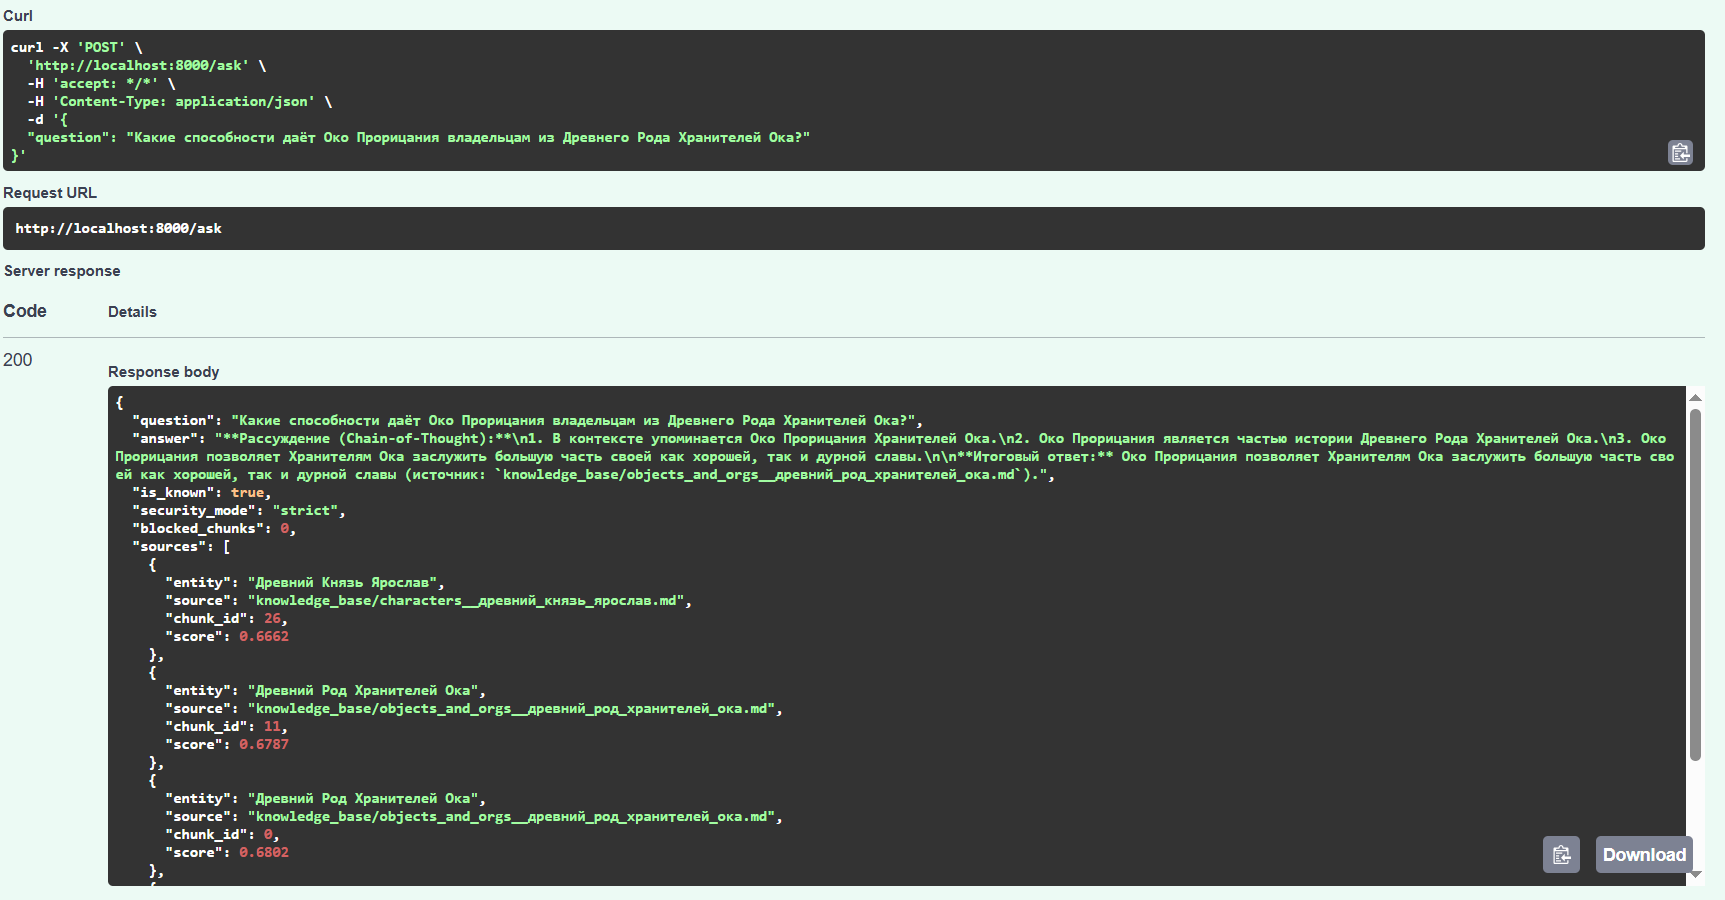 Curl
curl -X 'POST' \
  'http://localhost:8000/ask' \
  -H 'accept: */*' \
  -H 'Content-Type: application/json' \
  -d '{
  "question": "Какие способности даёт Око Прорицания владельцам из Древнего Рода Хранителей Ока?"
}'
Request URL
http://localhost:8000/ask
Server response
Code Details
200
Response body
{
  "question": "Какие способности даёт Око Прорицания владельцам из Древнего Рода Хранителей Ока?",
  "answer": "**Рассуждение (Chain-of-Thought):**\n1. В контексте упоминается Око Прорицания Хранителей Ока.\n2. Око Прорицания является частью истории Древнего Рода Хранителей Ока.\n3. Око
Прорицания позволяет Хранителям Ока заслужить большую часть своей как хорошей, так и дурной славы.\n\n**Итоговый ответ:** Око Прорицания позволяет Хранителям Ока заслужить большую часть сво
ей как хорошей, так и дурной славы (источник: `knowledge_base/objects_and_orgs__древний_род_хранителей_ока.md`).",
  "is_known": true,
  "security_mode": "strict",
  "blocked_chunks": 0,
  "sources": [
    {
      "entity": "Древний Князь Ярослав",
      "source": "knowledge_base/characters__древний_князь_ярослав.md",
      "chunk_id": 26,
      "score": 0.6662
    },
    {
      "entity": "Древний Род Хранителей Ока",
      "source": "knowledge_base/objects_and_orgs__древний_род_хранителей_ока.md",
      "chunk_id": 11,
      "score": 0.6787
    },
    {
      "entity": "Древний Род Хранителей Ока",
      "source": "knowledge_base/objects_and_orgs__древний_род_хранителей_ока.md",
      "chunk_id": 0,
      "score": 0.6802
    },
    {
Download